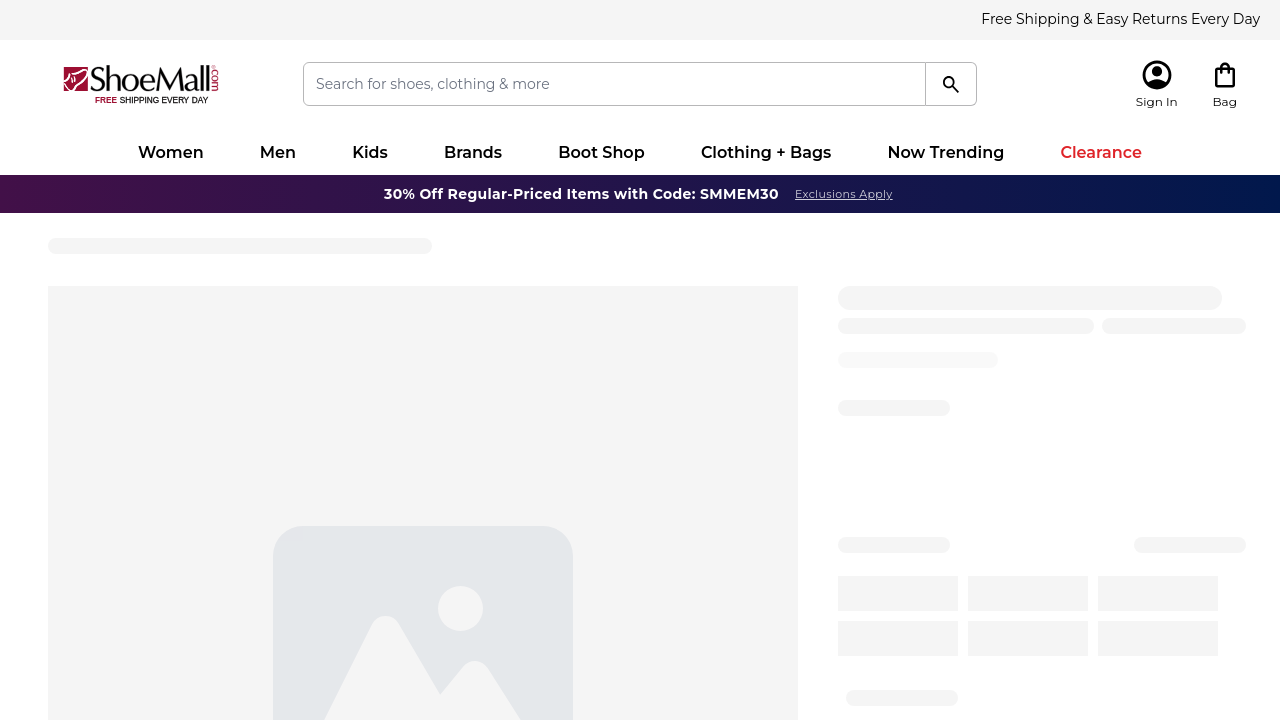 Free Shipping & Easy Returns Every Day
ShoeMall.com
FREE SHIPPING EVERY DAY
Search for shoes, clothing & more
Sign In
Bag
Women
Men
Kids
Brands
Boot Shop
Clothing + Bags
Now Trending
Clearance
30% Off Regular-Priced Items with Code: SMMEM30
Exclusions Apply